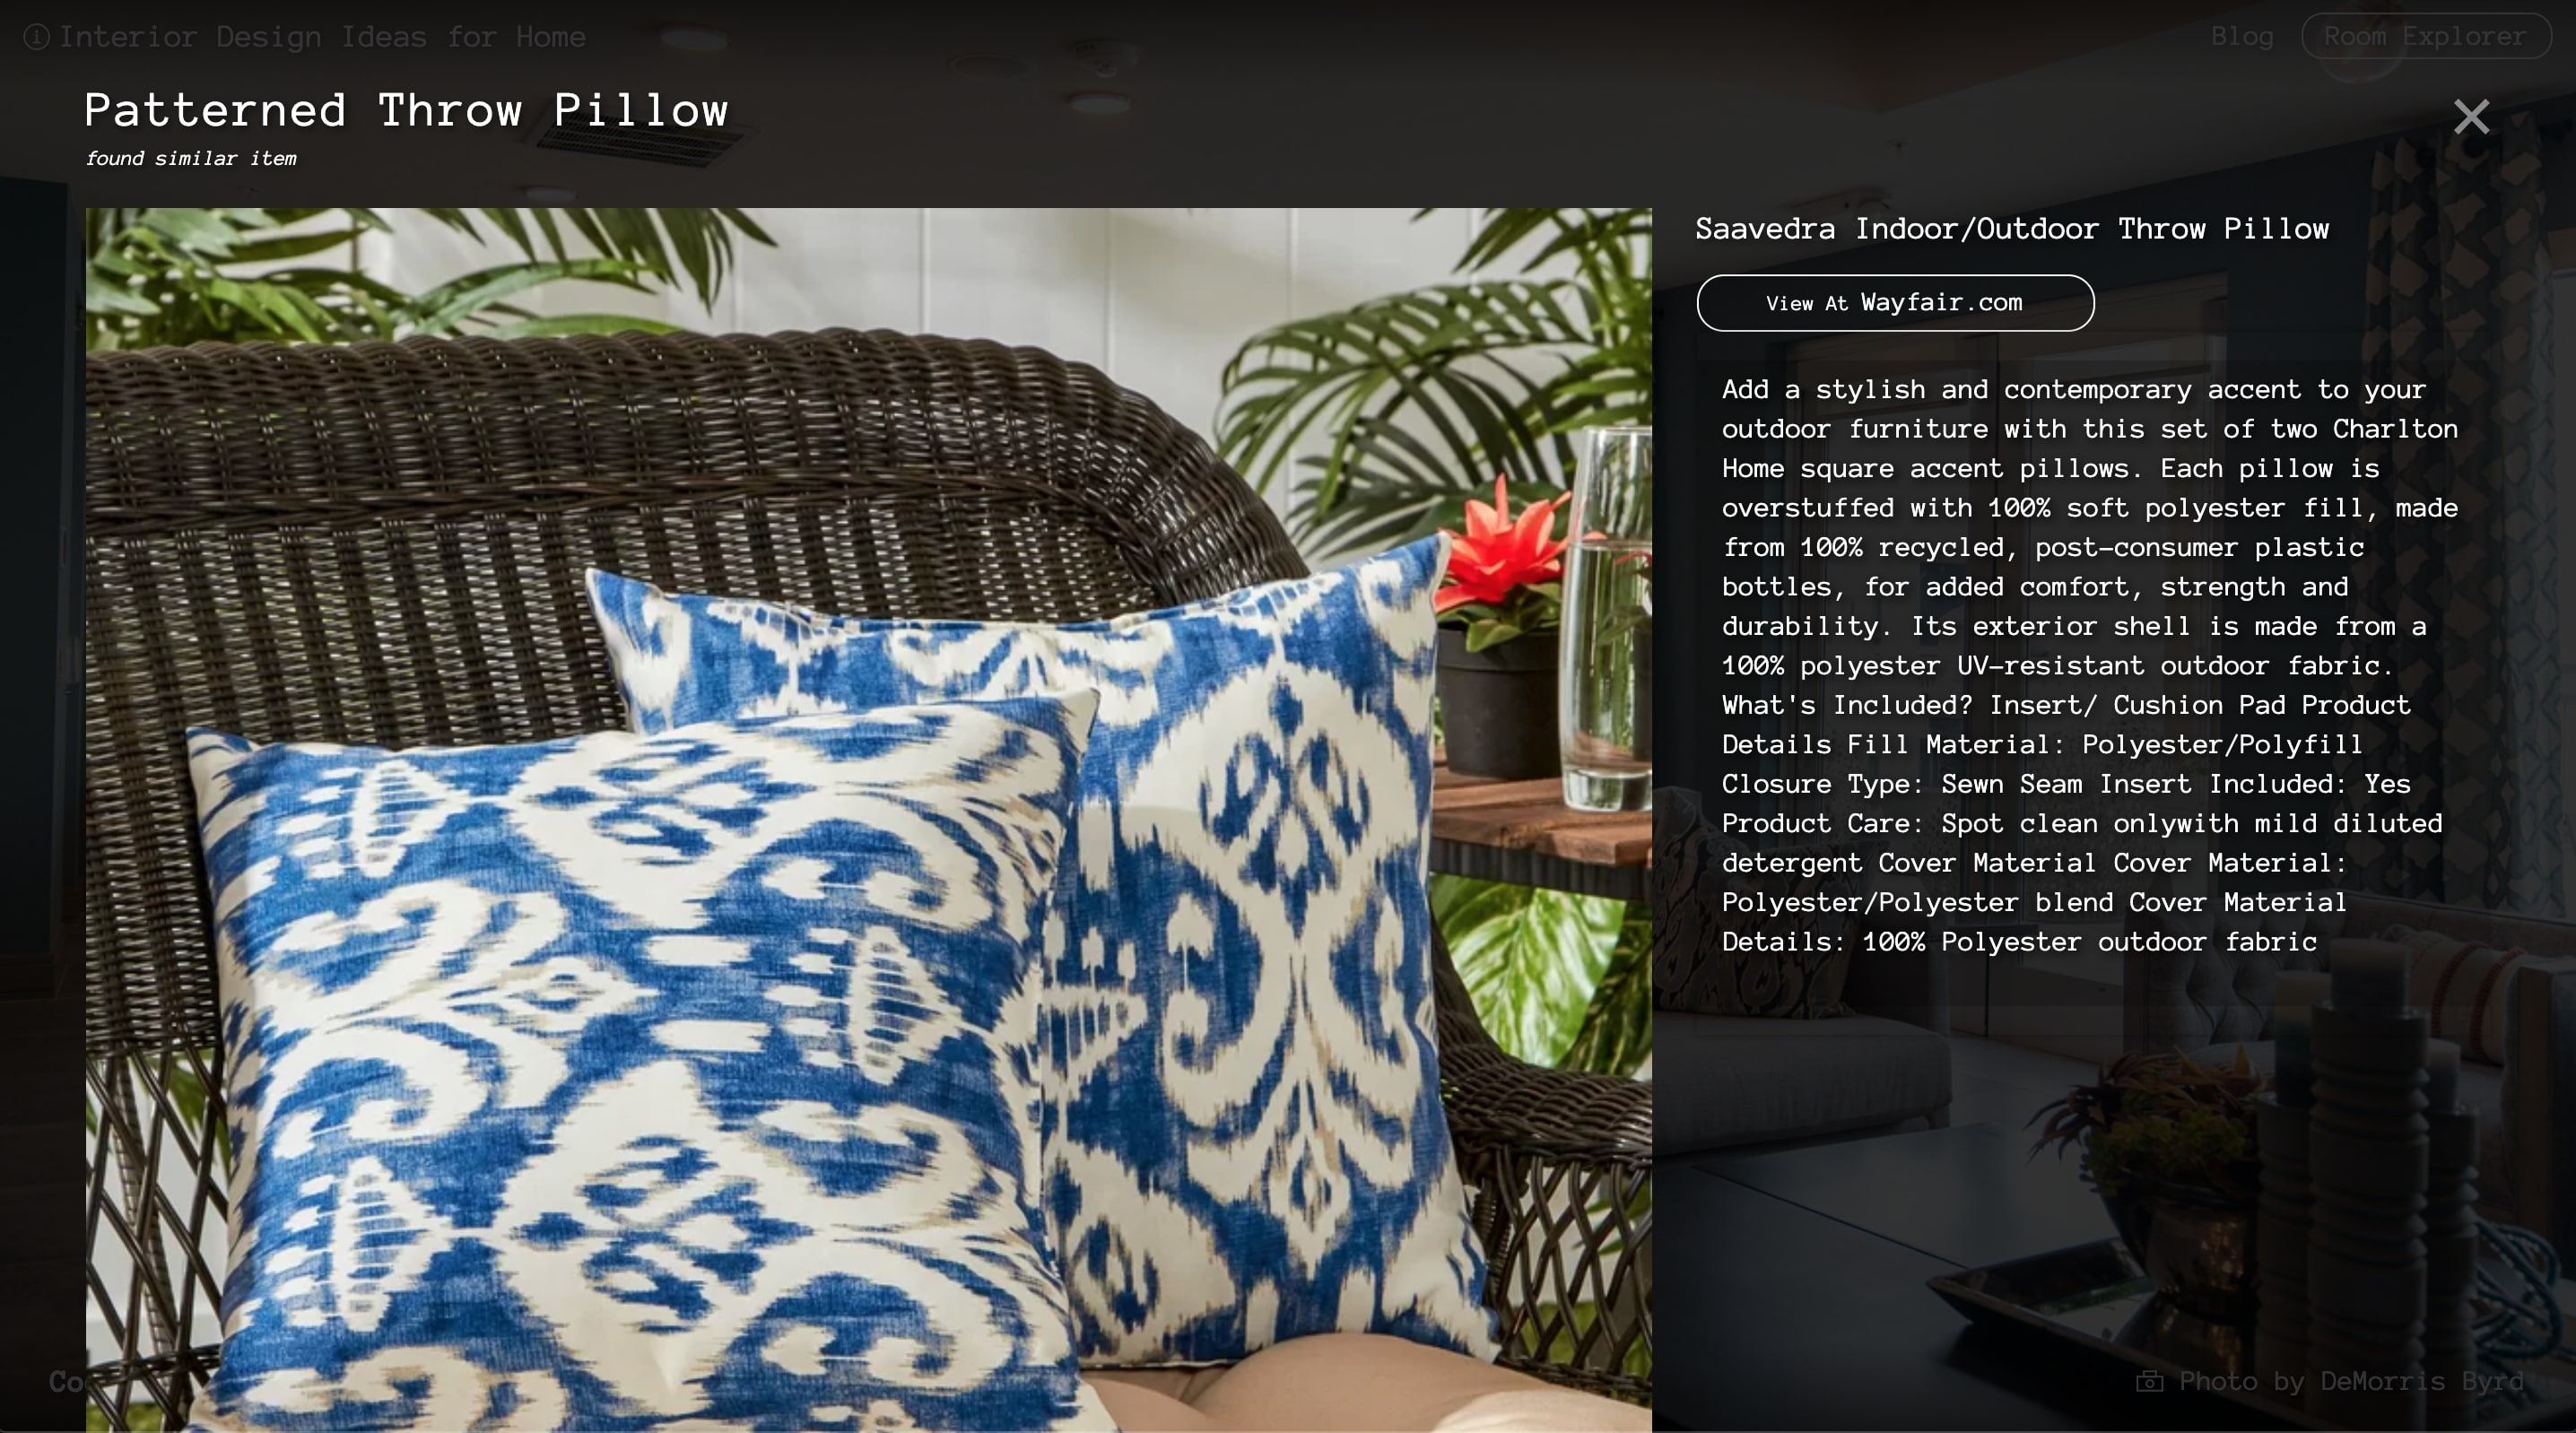 Interior Design Ideas for Home
Blog
Room Explorer
Patterned Throw Pillow
found similar item
Saavedra Indoor/Outdoor Throw Pillow
View At Wayfair.com
Add a stylish and contemporary accent to your
outdoor furniture with this set of two Charlton
Home square accent pillows. Each pillow is
overstuffed with 100% soft polyester fill, made
from 100% recycled, post-consumer plastic
bottles, for added comfort, strength and
durability. Its exterior shell is made from a
100% polyester UV-resistant outdoor fabric.
What's Included? Insert/ Cushion Pad Product
Details Fill Material: Polyester/Polyfill
Closure Type: Sewn Seam Insert Included: Yes
Product Care: Spot clean onlywith mild diluted
detergent Cover Material Cover Material:
Polyester/Polyester blend Cover Material
Details: 100% Polyester outdoor fabric
Photo by DeMorris Byrd